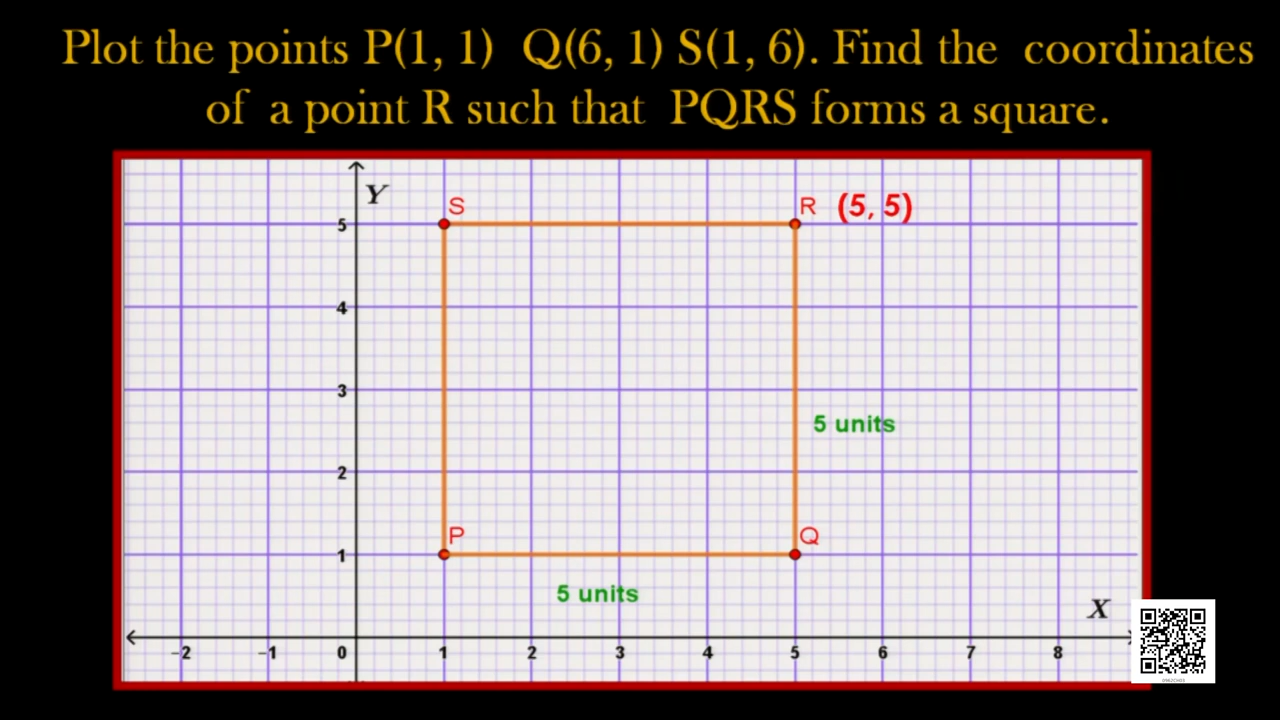 Plot the points P(1, 1) Q(6, 1) S(1, 6). Find the coordinates
of a point R such that PQRS forms a square.
Y
S
R (5, 5)
5
4
3
5 units
2
P
Q
1
5 units
X
–2 –1 0 1 2 3 4 5 6 7 8